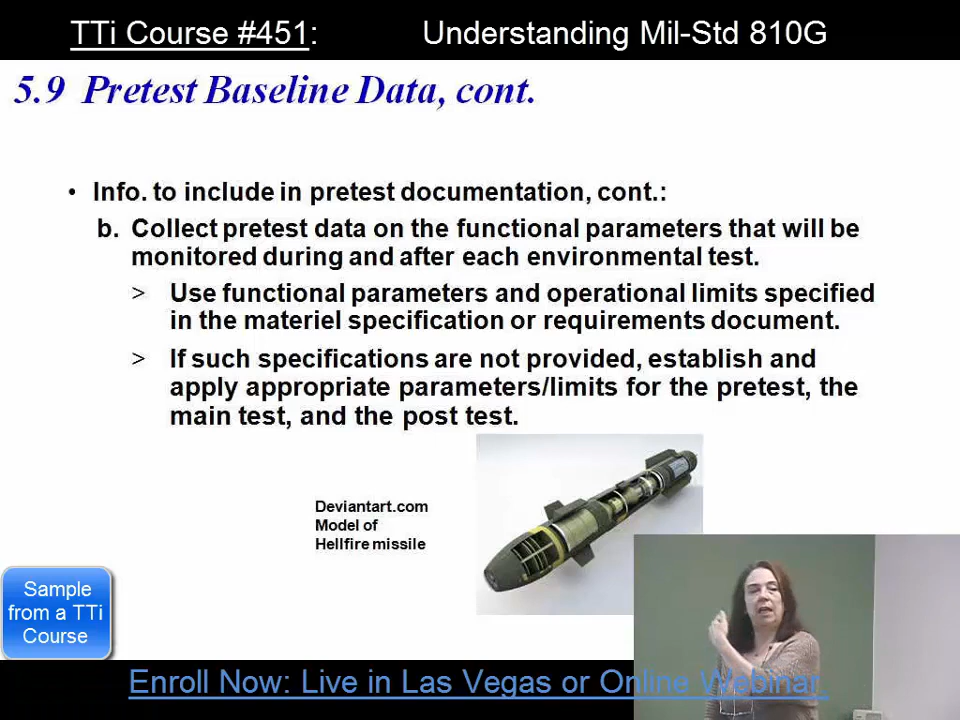 TTi Course #451: Understanding Mil-Std 810G
5.9 Pretest Baseline Data, cont.
• Info. to include in pretest documentation, cont.:
b. Collect pretest data on the functional parameters that will be
monitored during and after each environmental test.
> Use functional parameters and operational limits specified
in the materiel specification or requirements document.
> If such specifications are not provided, establish and
apply appropriate parameters/limits for the pretest, the
main test, and the post test.
Deviantart.com
Model of
Hellfire missile
Sample
from a TTi
Course
Enroll Now: Live in Las Vegas or Online Webinar.